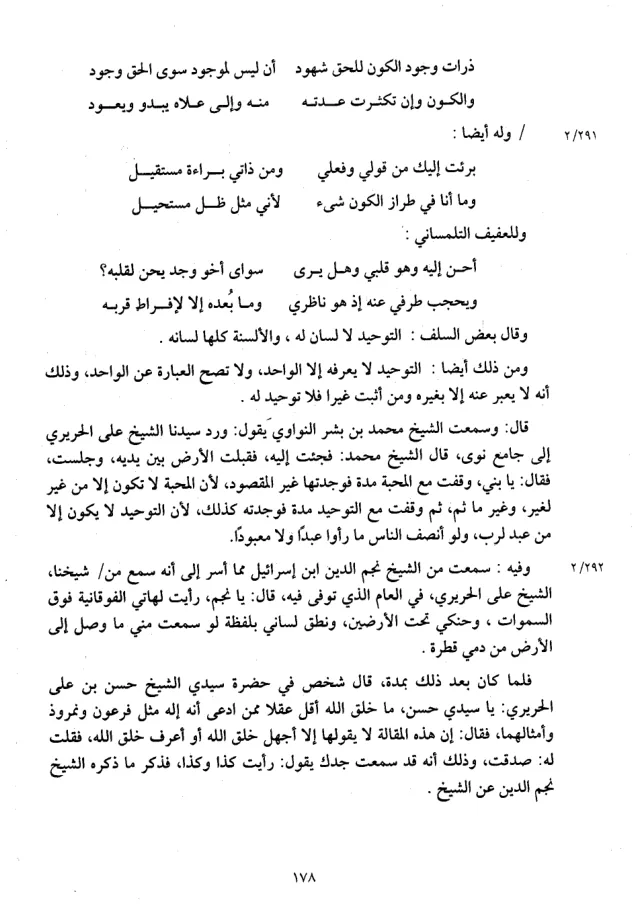 ذرات وجود الكون للحق شهود أن ليس لموجود سوى الحق وجود
والكون وإن تكثرت عـدتـه منـه وإلى عـلاه يبـدو ويعـود
٢/٢٩١ / وله أيضا :
برئت إليك من قولي وفعلي ومن ذاتي بـراءة مستقيـل
وما أنا في طراز الكون شىء لأني مثل ظـل مستحيـل
وللعفيف التلمساني :
أحـن إليه وهو قلبي وهـل يـرى سواى أخو وجد يحن لقلبه؟
ويحجب طرفي عنه إذ هو ناظري ومـا بُعده إلا لإفـراط قربـه
وقال بعض السلف : التوحيد لا لسان له ، والألسنة كلها لسانه .
ومن ذلك أيضا : التوحيد لا يعرفه إلا الواحد، ولا تصح العبارة عن الواحد، وذلك
أنه لا يعبر عنه إلا بغيره ومن أثبت غيرا فلا توحيد له .
قال: وسمعت الشيخ محمد بن بشر النواوي يقول: ورد سيدنا الشيخ على الحريري
إلى جامع نوى، قال الشيخ محمد: فجئت إليه، فقبلت الأرض بين يديه، وجلست،
فقال: يا بني، وقفت مع المحبة مدة فوجدتها غير المقصود، لأن المحبة لا تكون إلا من غير
لغير، وغير ما ثم، ثم وقفت مع التوحيد مدة فوجدته كذلك، لأن التوحيد لا يكون إلا
من عبد لرب، ولو أنصف الناس ما رأوا عبدًا ولا معبودًا.
٢/٢٩٢ وفيه : سمعت من الشيخ نجم الدين ابن إسرائيل مما أسر إلى أنه سمع من/ شيخنا،
الشيخ على الحريري، في العام الذي توفى فيه، قال: يا نجم، رأيت لهاتي الفوقانية فوق
السموات ، وحنكي تحت الأرضين، ونطق لساني بلفظة لو سمعت مني ما وصل إلى
الأرض من دمي قطرة .
فلما كان بعد ذلك بمدة، قال شخص في حضرة سيدي الشيخ حسن بن على
الحريري: يا سيدي حسن، ما خلق الله أقل عقلا ممن ادعى أنه إله مثل فرعون ونمروذ
وأمثالهما، فقال: إن هذه المقالة لا يقولها إلا أجهل خلق الله أو أعرف خلق الله، فقلت
له: صدقت، وذلك أنه قد سمعت جدك يقول: رأيت كذا وكذا، فذكر ما ذكره الشيخ
نجم الدين عن الشيخ .
١٧٨